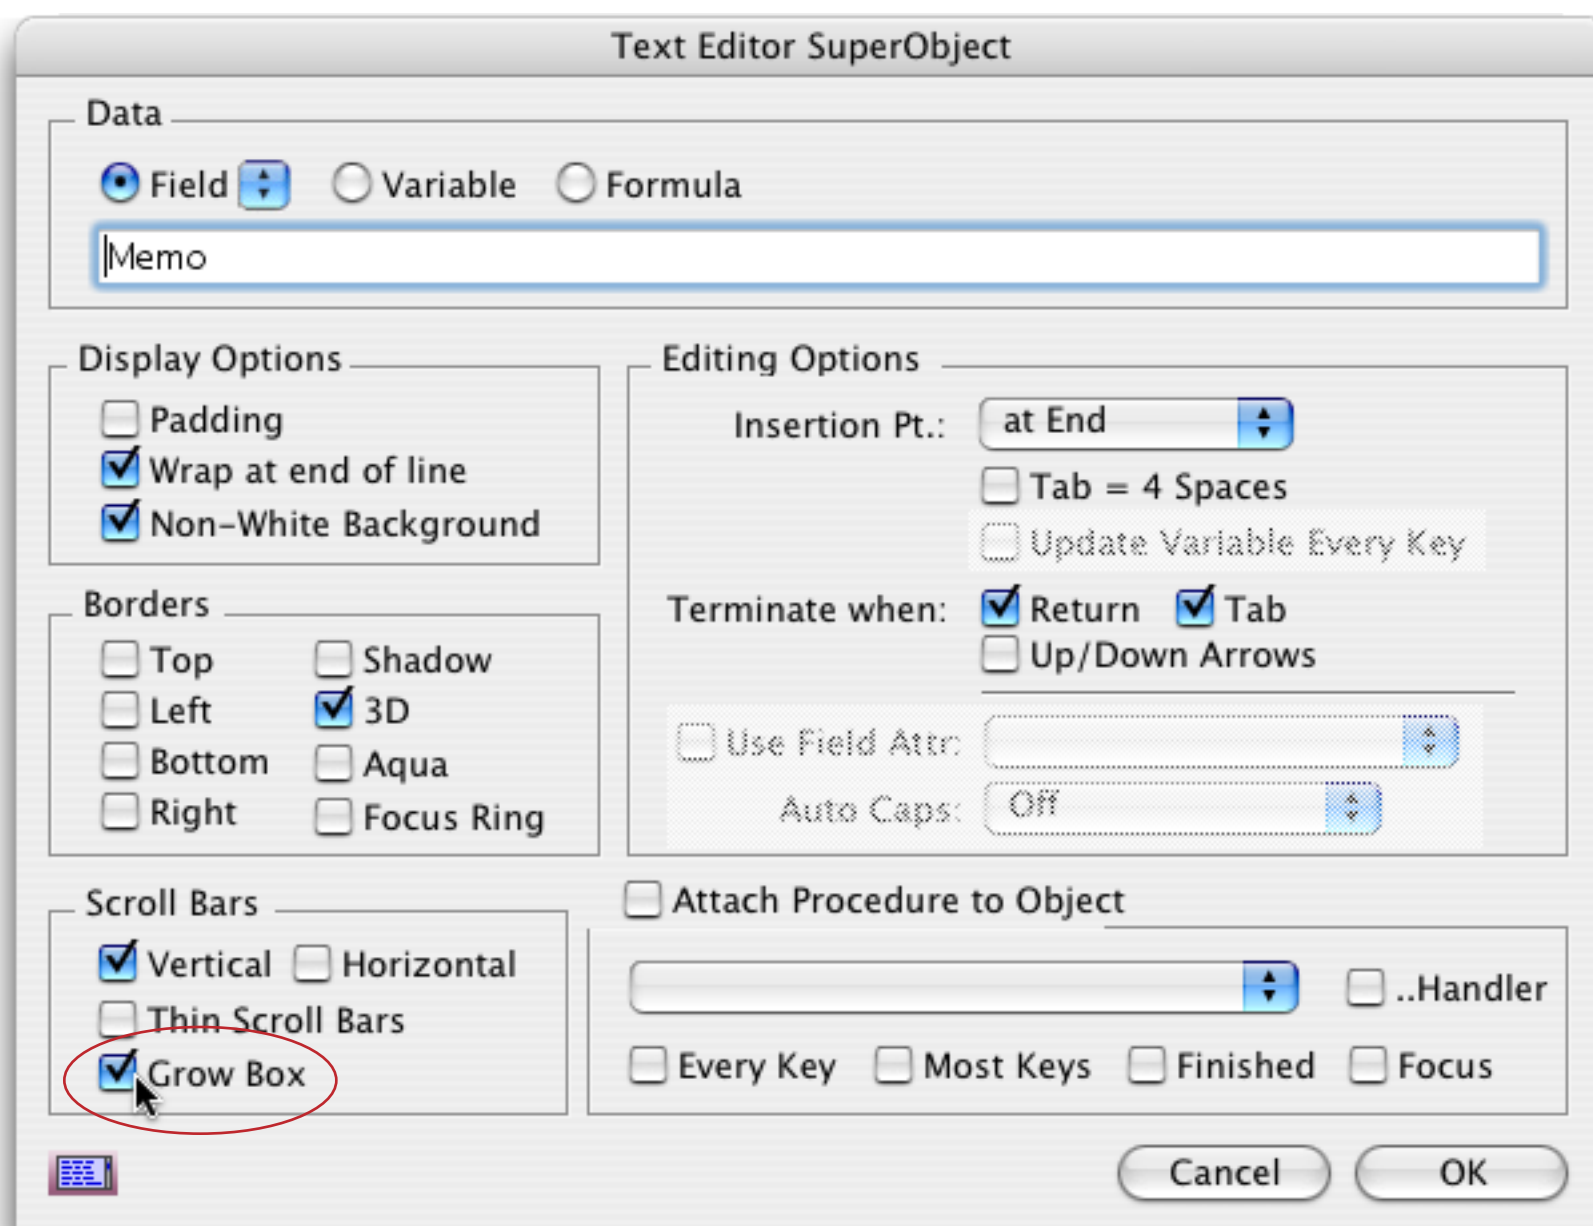 Text Editor SuperObject
Data
Field Variable Formula
Memo
Display Options
Padding
Wrap at end of line
Non-White Background
Borders
Top Shadow
Left 3D
Bottom Aqua
Right Focus Ring
Scroll Bars
Vertical Horizontal
Thin Scroll Bars
Grow Box
Editing Options
Insertion Pt.: at End
Tab = 4 Spaces
Update Variable Every Key
Terminate when: Return Tab
Up/Down Arrows
Use Field Attr:
Auto Caps: Off
Attach Procedure to Object
..Handler
Every Key Most Keys Finished Focus
Cancel OK